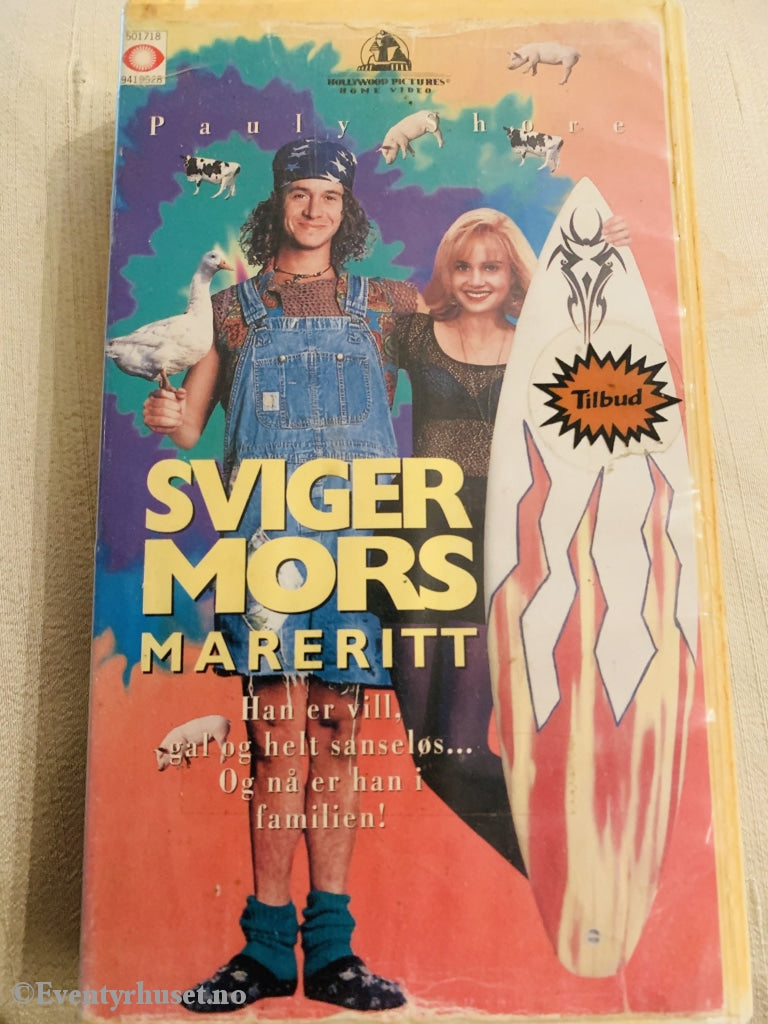 501718
9419528
HOLLYWOOD PICTURES®
HOME VIDEO
Pauly Shore
Tilbud
SVIGER
MORS
MARERITT
Han er vill,
gal og helt sanseløs...
Og nå er han i
familien!
©Eventyrhuset.no